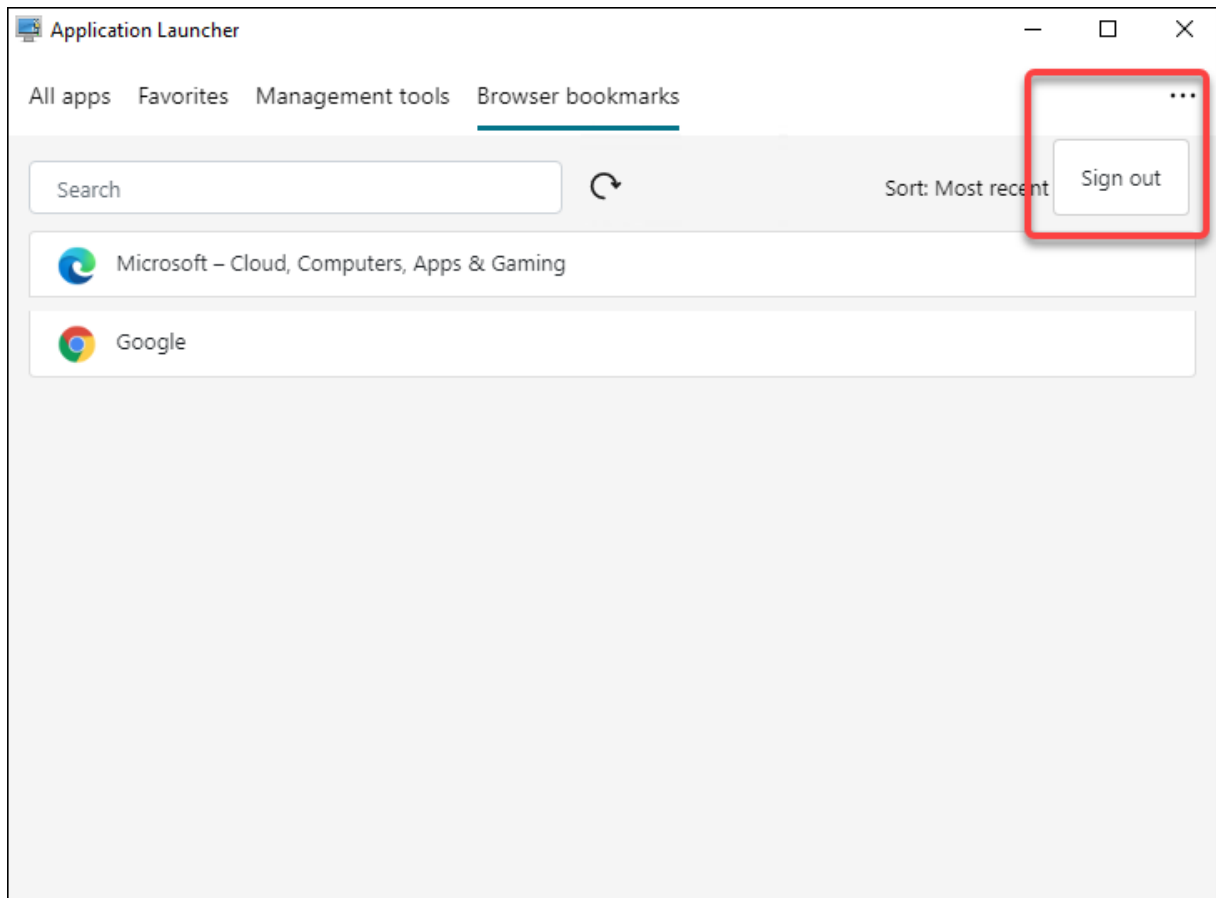 Application Launcher
All apps Favorites Management tools Browser bookmarks ...
Search Sort: Most recent Sign out
Microsoft – Cloud, Computers, Apps & Gaming
Google